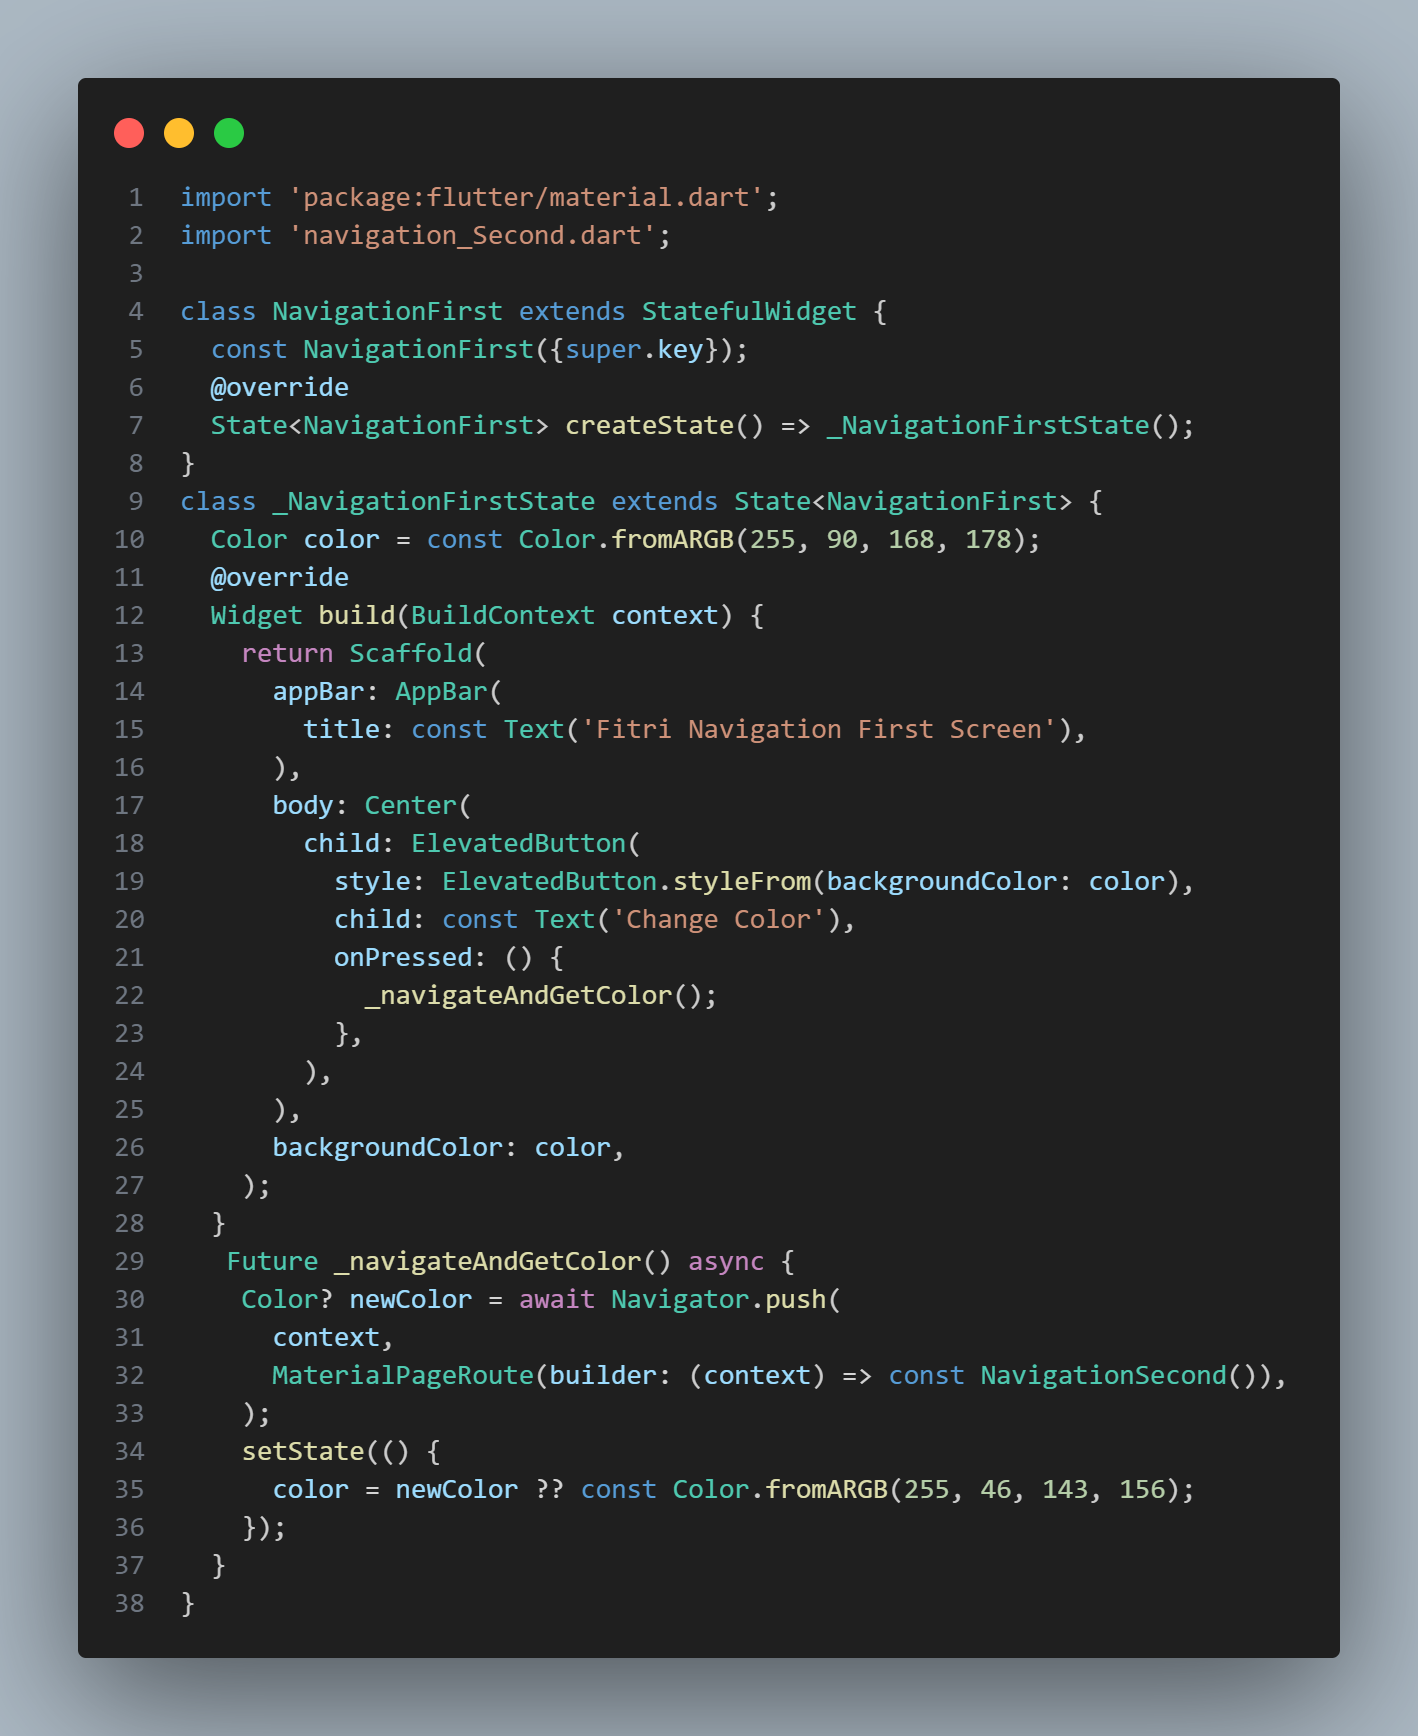 1 import 'package:flutter/material.dart';
2 import 'navigation_Second.dart';
3
4 class NavigationFirst extends StatefulWidget {
5   const NavigationFirst({super.key});
6   @override
7   State<NavigationFirst> createState() => _NavigationFirstState();
8 }
9 class _NavigationFirstState extends State<NavigationFirst> {
10   Color color = const Color.fromARGB(255, 90, 168, 178);
11   @override
12   Widget build(BuildContext context) {
13     return Scaffold(
14       appBar: AppBar(
15         title: const Text('Fitri Navigation First Screen'),
16       ),
17       body: Center(
18         child: ElevatedButton(
19           style: ElevatedButton.styleFrom(backgroundColor: color),
20           child: const Text('Change Color'),
21           onPressed: () {
22             _navigateAndGetColor();
23           },
24         ),
25       ),
26       backgroundColor: color,
27     );
28   }
29    Future _navigateAndGetColor() async {
30     Color? newColor = await Navigator.push(
31       context,
32       MaterialPageRoute(builder: (context) => const NavigationSecond()),
33     );
34     setState(() {
35       color = newColor ?? const Color.fromARGB(255, 46, 143, 156);
36     });
37   }
38 }